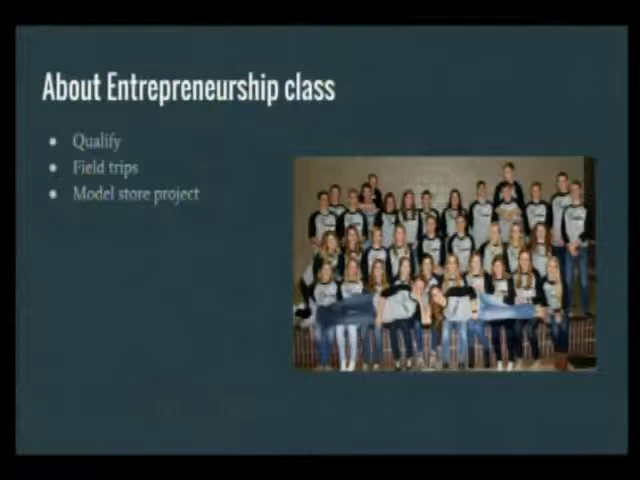 About Entrepreneurship class
● Qualify
● Field trips
● Model store project